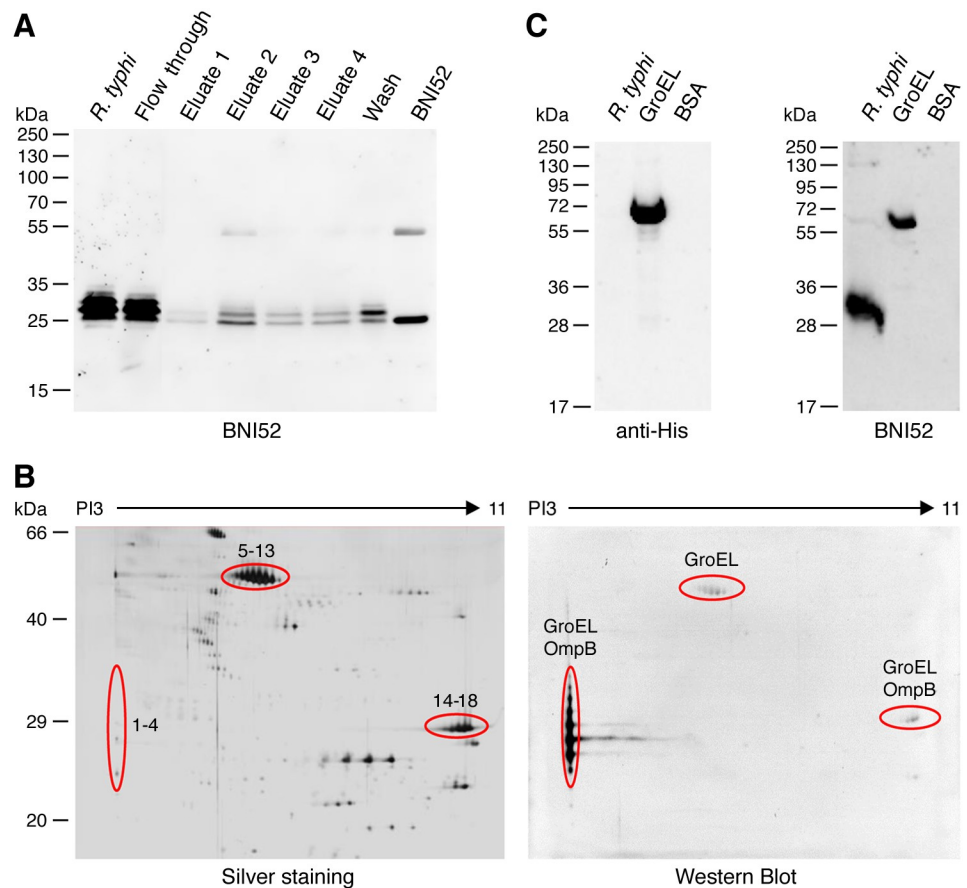 A
R. typhi
Flow through
Eluate 1
Eluate 2
Eluate 3
Eluate 4
Wash
BNI52
kDa
250
130
100
70
55
35
25
15
BNI52
C
R. typhi
GroEL
BSA
kDa
250
130
95
72
55
36
28
17
anti-His
R. typhi
GroEL
BSA
kDa
250
130
95
72
55
36
28
17
BNI52
B
kDa
PI3 11
66
40
29
20
5-13
1-4
14-18
Silver staining
PI3 11
GroEL
GroEL
OmpB
GroEL
OmpB
Western Blot